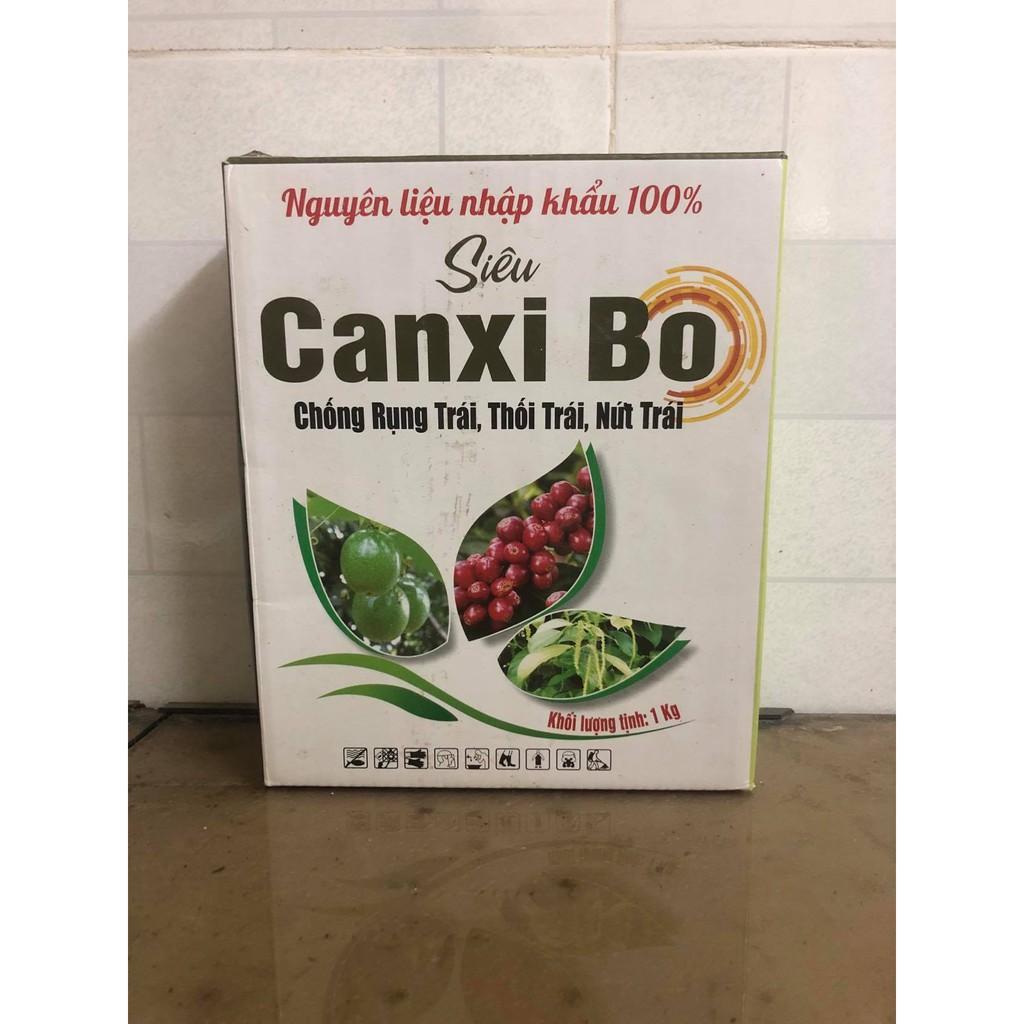 Nguyên liệu nhập khẩu 100%
Siêu
Canxi Bo
Chống Rụng Trái, Thối Trái, Nứt Trái
Khối lượng tịnh: 1 Kg